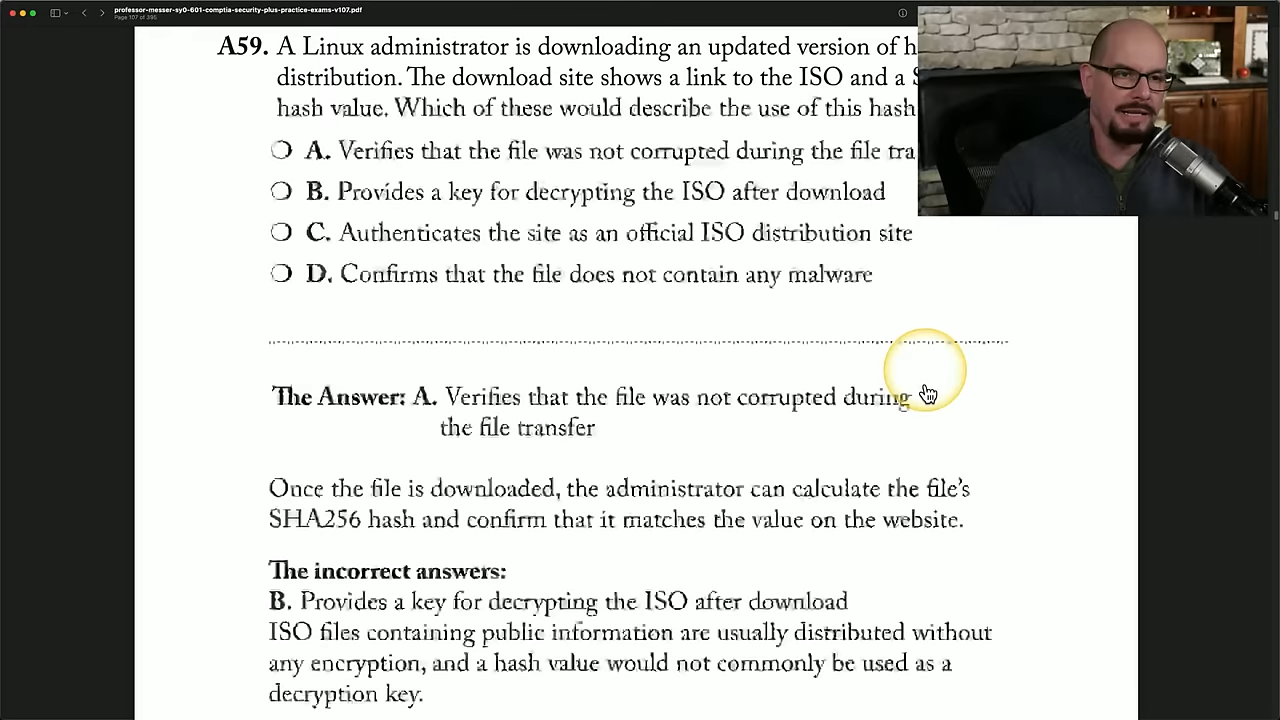 professor-messer-sy0-601-comptia-security-plus-practice-exams-v107.pdf
Page 107 of 395
A59. A Linux administrator is downloading an updated version of h
distribution. The download site shows a link to the ISO and a S
hash value. Which of these would describe the use of this hash
A. Verifies that the file was not corrupted during the file tra
B. Provides a key for decrypting the ISO after download
C. Authenticates the site as an official ISO distribution site
D. Confirms that the file does not contain any malware
The Answer: A. Verifies that the file was not corrupted during
the file transfer
Once the file is downloaded, the administrator can calculate the file’s
SHA256 hash and confirm that it matches the value on the website.
The incorrect answers:
B. Provides a key for decrypting the ISO after download
ISO files containing public information are usually distributed without
any encryption, and a hash value would not commonly be used as a
decryption key.